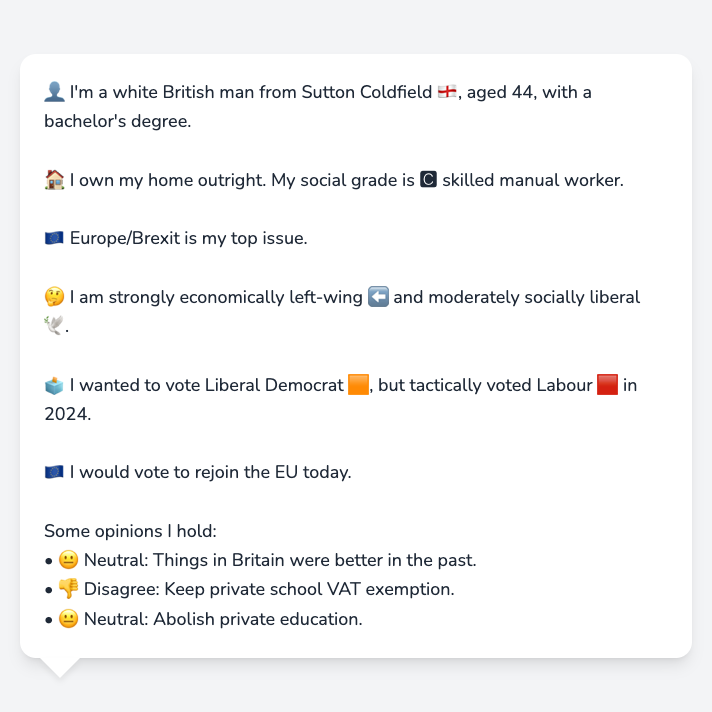 👤 I'm a white British man from Sutton Coldfield 🏴󠁧󠁢󠁥󠁮󠁧󠁿, aged 44, with a
bachelor's degree.
🏠 I own my home outright. My social grade is 🅲 skilled manual worker.
🇪🇺 Europe/Brexit is my top issue.
🤔 I am strongly economically left-wing ⬅️ and moderately socially liberal
🕊️.
🗳️ I wanted to vote Liberal Democrat 🟧, but tactically voted Labour 🟥 in
2024.
🇪🇺 I would vote to rejoin the EU today.
Some opinions I hold:
• 😐 Neutral: Things in Britain were better in the past.
• 👎 Disagree: Keep private school VAT exemption.
• 😐 Neutral: Abolish private education.